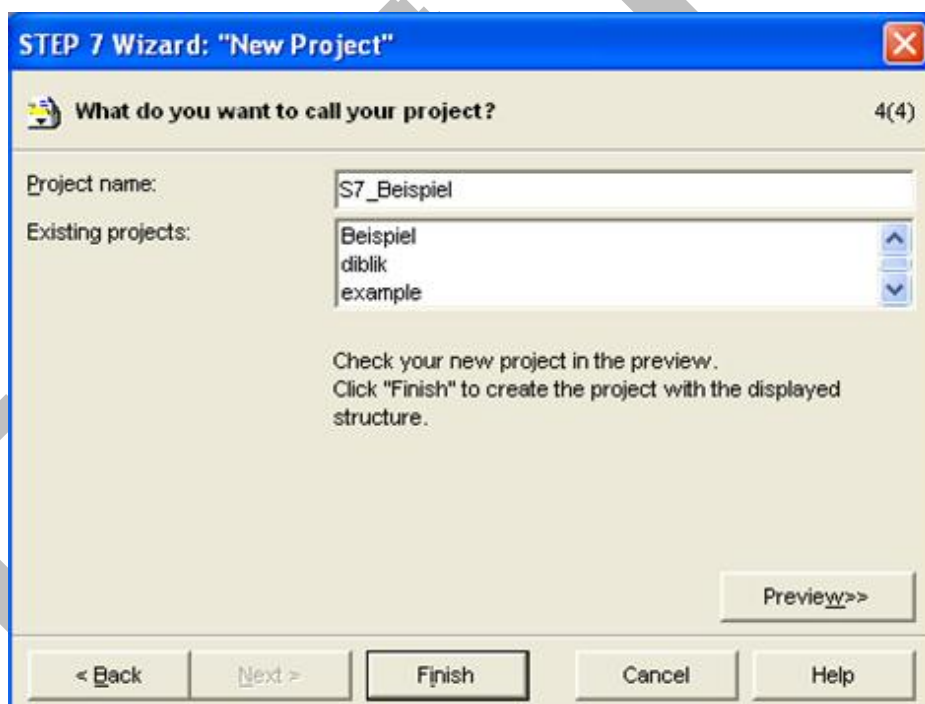 STEP 7 Wizard: "New Project"
What do you want to call your project? 4(4)
Project name: S7_Beispiel
Existing projects: Beispiel
diblik
example
Check your new project in the preview.
Click "Finish" to create the project with the displayed
structure.
Preview>>
< Back Next > Finish Cancel Help